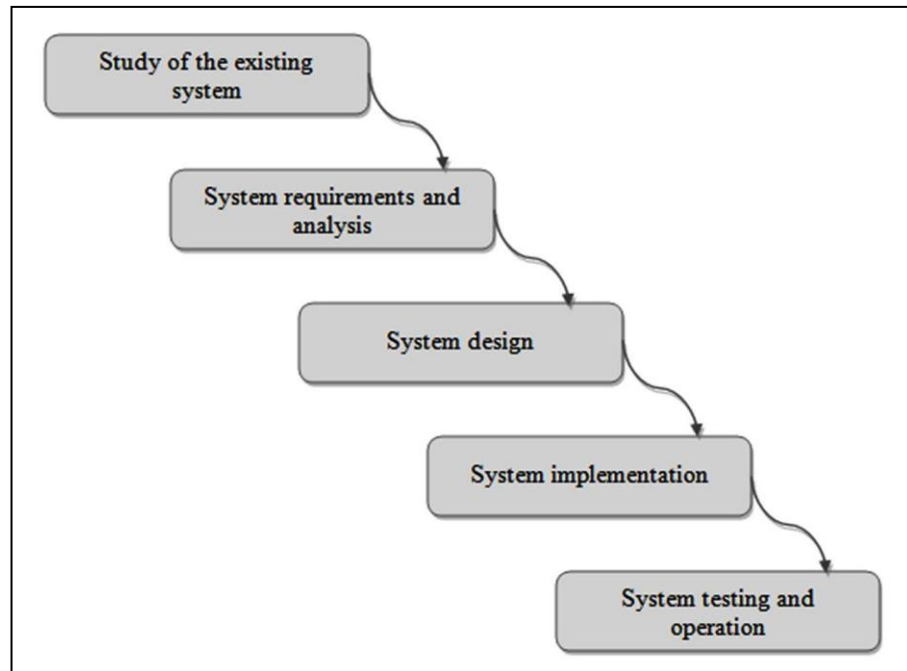 Study of the existing
system
System requirements and
analysis
System design
System implementation
System testing and
operation